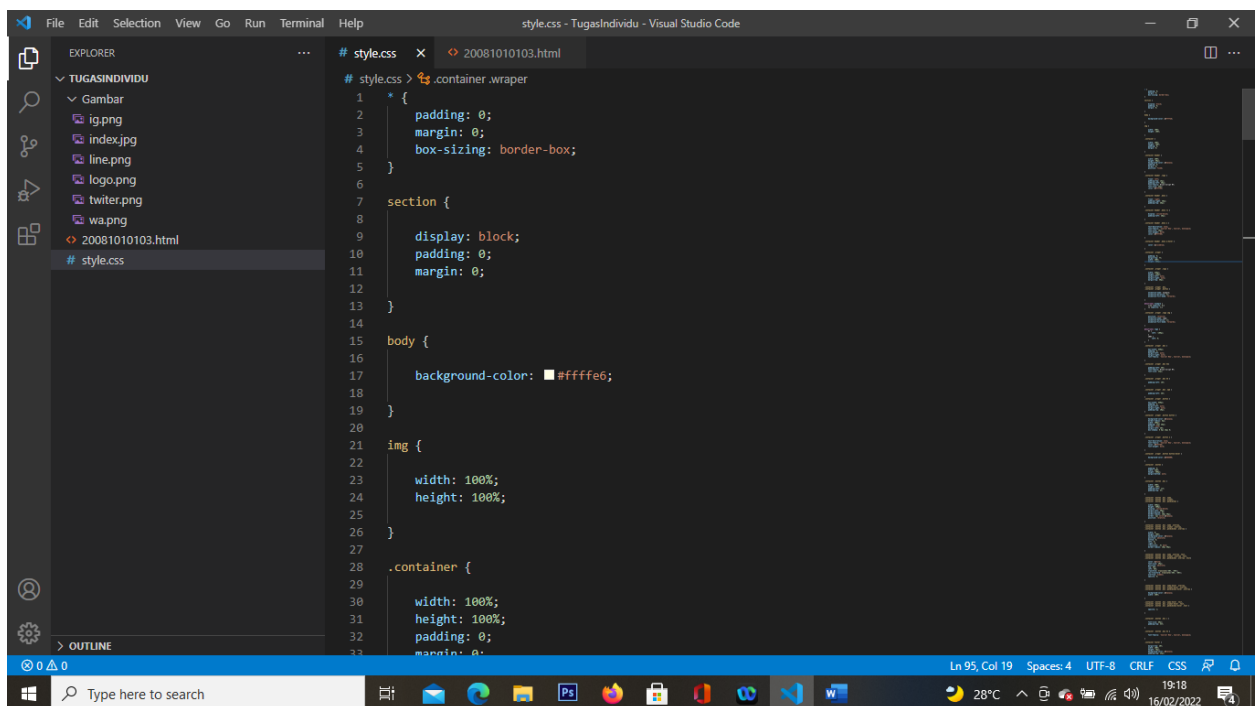 File Edit Selection View Go Run Terminal Help style.css - TugasIndividu - Visual Studio Code
EXPLORER
TUGASINDIVIDU
Gambar
ig.png
index.jpg
line.png
logo.png
twiter.png
wa.png
20081010103.html
# style.css
OUTLINE
# style.css 20081010103.html
# style.css > .container .wraper
1 * {
2 padding: 0;
3 margin: 0;
4 box-sizing: border-box;
5 }
6
7 section {
8
9 display: block;
10 padding: 0;
11 margin: 0;
12
13 }
14
15 body {
16
17 background-color: #ffffe6;
18
19 }
20
21 img {
22
23 width: 100%;
24 height: 100%;
25
26 }
27
28 .container {
29
30 width: 100%;
31 height: 100%;
32 padding: 0;
33 margin: 0;
0 0 Ln 95, Col 19 Spaces: 4 UTF-8 CRLF CSS
Type here to search Ps W 28°C 19:18
16/02/2022 4